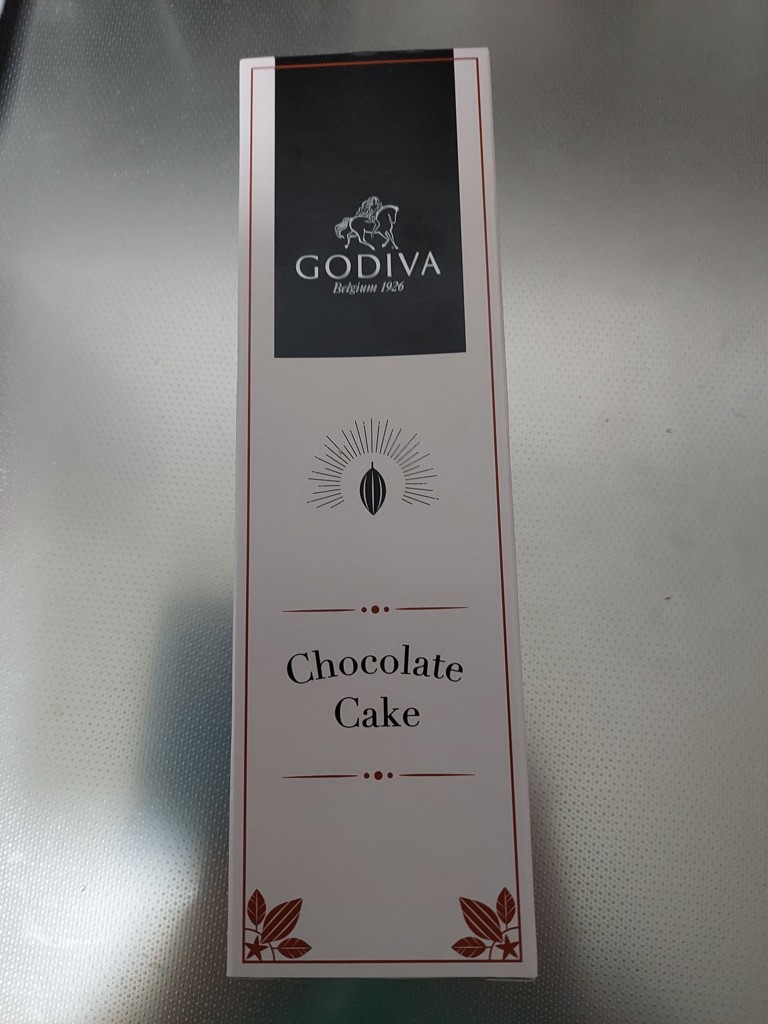 GODIVA
Belgium 1926
Chocolate
Cake